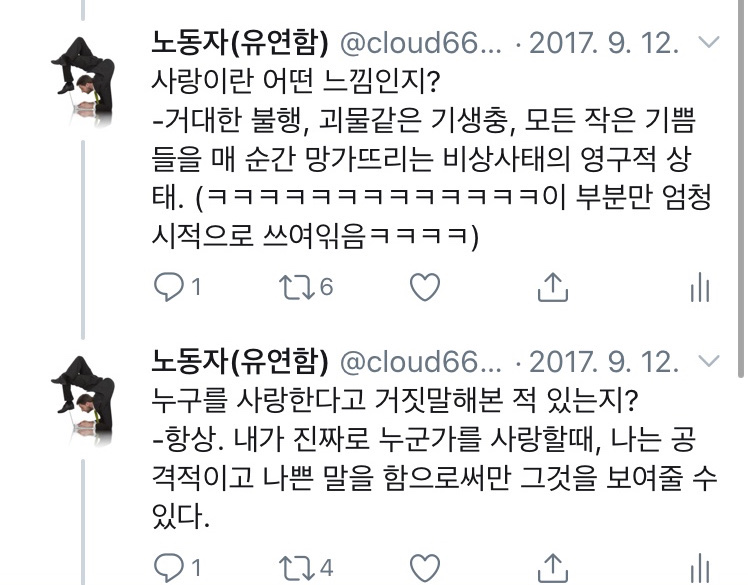 노동자(유연함) @cloud66... · 2017. 9. 12.
사랑이란 어떤 느낌인지?
-거대한 불행, 괴물같은 기생충, 모든 작은 기쁨
들을 매 순간 망가뜨리는 비상사태의 영구적 상
태. (ㅋㅋㅋㅋㅋㅋㅋㅋㅋㅋㅋㅋㅋ이 부분만 엄청
시적으로 쓰여읶음ㅋㅋㅋㅋ)
1 6
노동자(유연함) @cloud66... · 2017. 9. 12.
누구를 사랑한다고 거짓말해본 적 있는지?
-항상. 내가 진짜로 누군가를 사랑할때, 나는 공
격적이고 나쁜 말을 함으로써만 그것을 보여줄 수
있다.
1 4